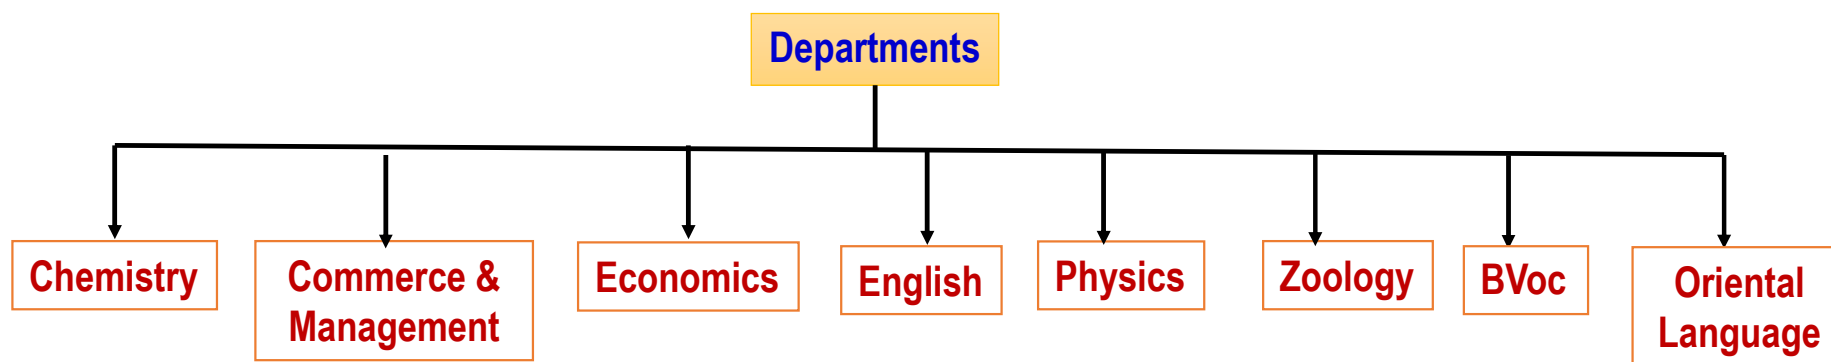 Departments
Chemistry
Commerce &
Management
Economics
English
Physics
Zoology
BVoc
Oriental
Language